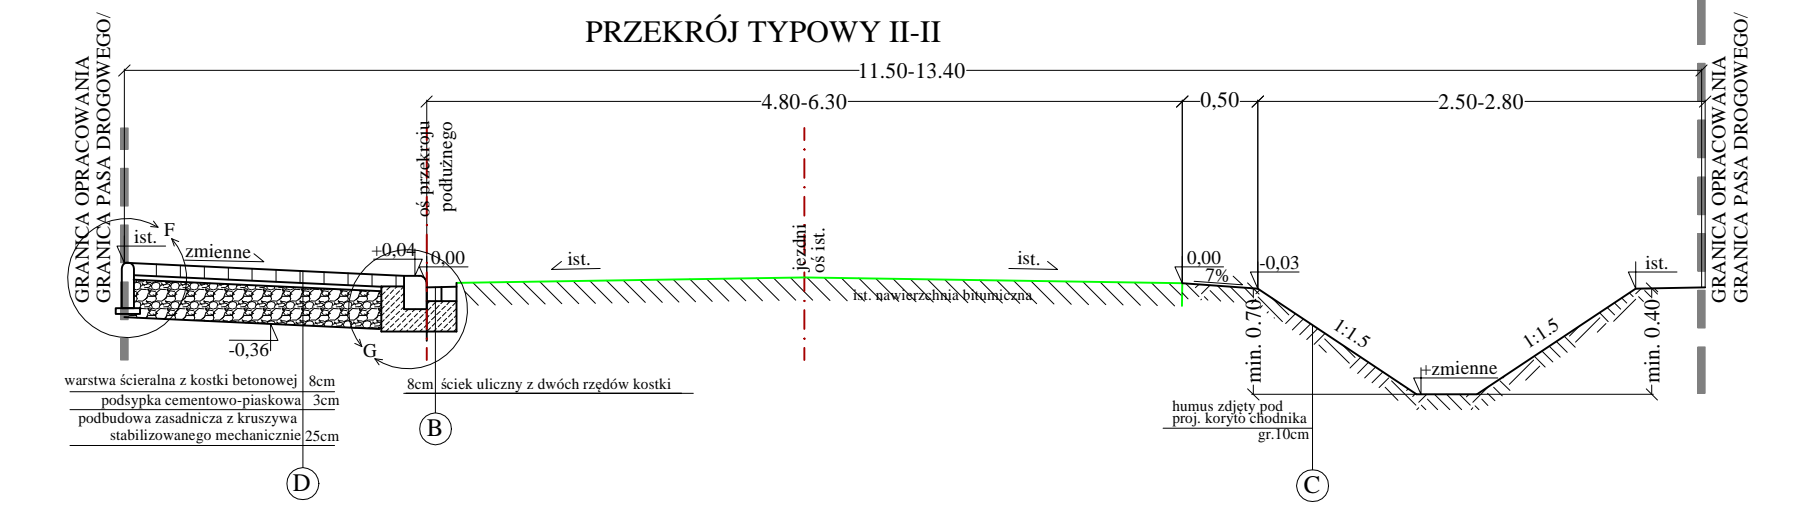 PRZEKRÓJ TYPOWY II-II
GRANICA OPRACOWANIA
GRANICA PASA DROGOWEGO/
11.50-13.40
4.80-6.30
0,50
2.50-2.80
GRANICA OPRACOWANIA
GRANICA PASA DROGOWEGO/
oś przekroju
podłużnego
F
ist.
zmienne
+0,04
0,00
ist.
jezdni
oś ist.
ist.
0,00
7%
-0,03
ist.
ist. nawierzchnia bitumiczna
-0,36
G
min. 0.70
1:1.5
1:1.5
min. 0.40
+zmienne
warstwa ścieralna z kostki betonowej 8cm
podsypka cementowo-piaskowa 3cm
podbudowa zasadnicza z kruszywa
stabilizowanego mechanicznie 25cm
8cm ściek uliczny z dwóch rzędów kostki
humus zdjęty pod
proj. koryto chodnika
gr.10cm
B
D
C